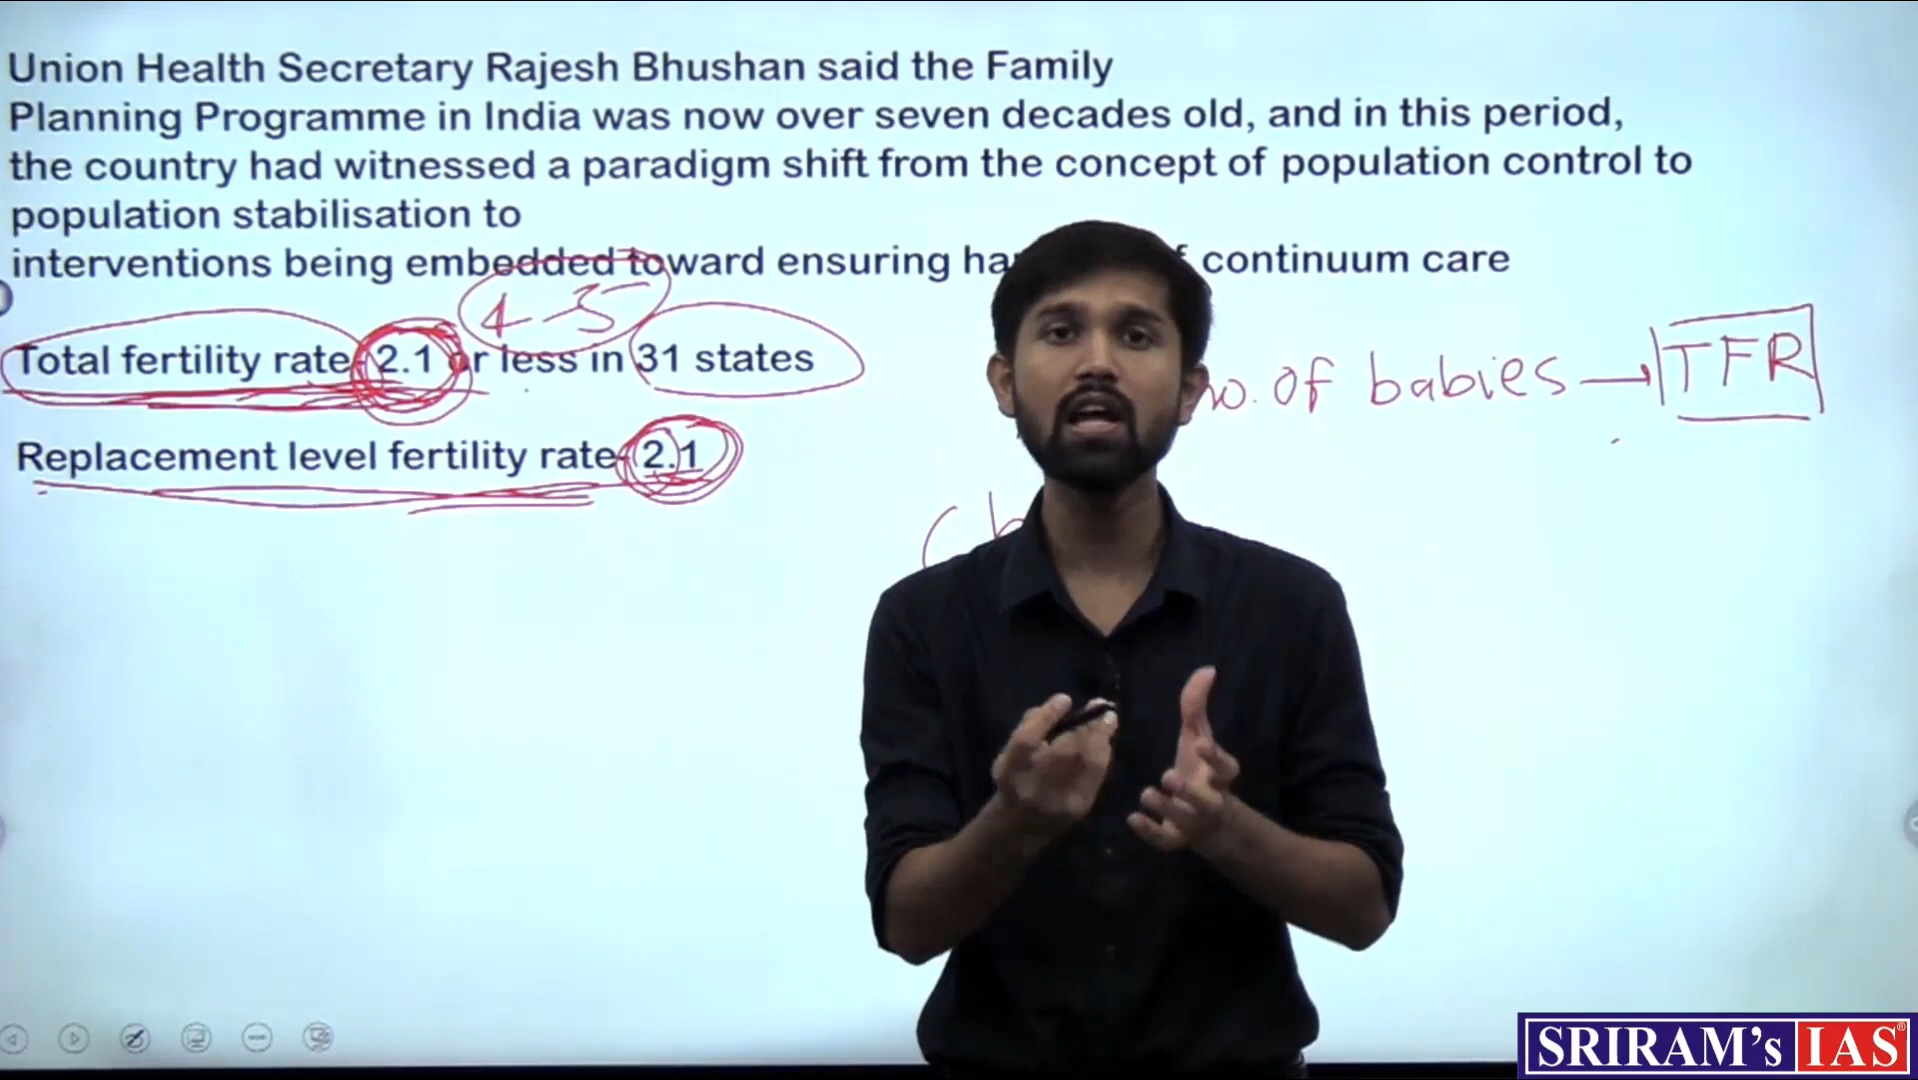 Union Health Secretary Rajesh Bhushan said the Family
Planning Programme in India was now over seven decades old, and in this period,
the country had witnessed a paradigm shift from the concept of population control to
population stabilisation to
interventions being embedded toward ensuring continuum care
4-5
Total fertility rate 2.1 or less in 31 states
no. Of babies → TFR
Replacement level fertility rate 2.1
SRIRAM's IAS®